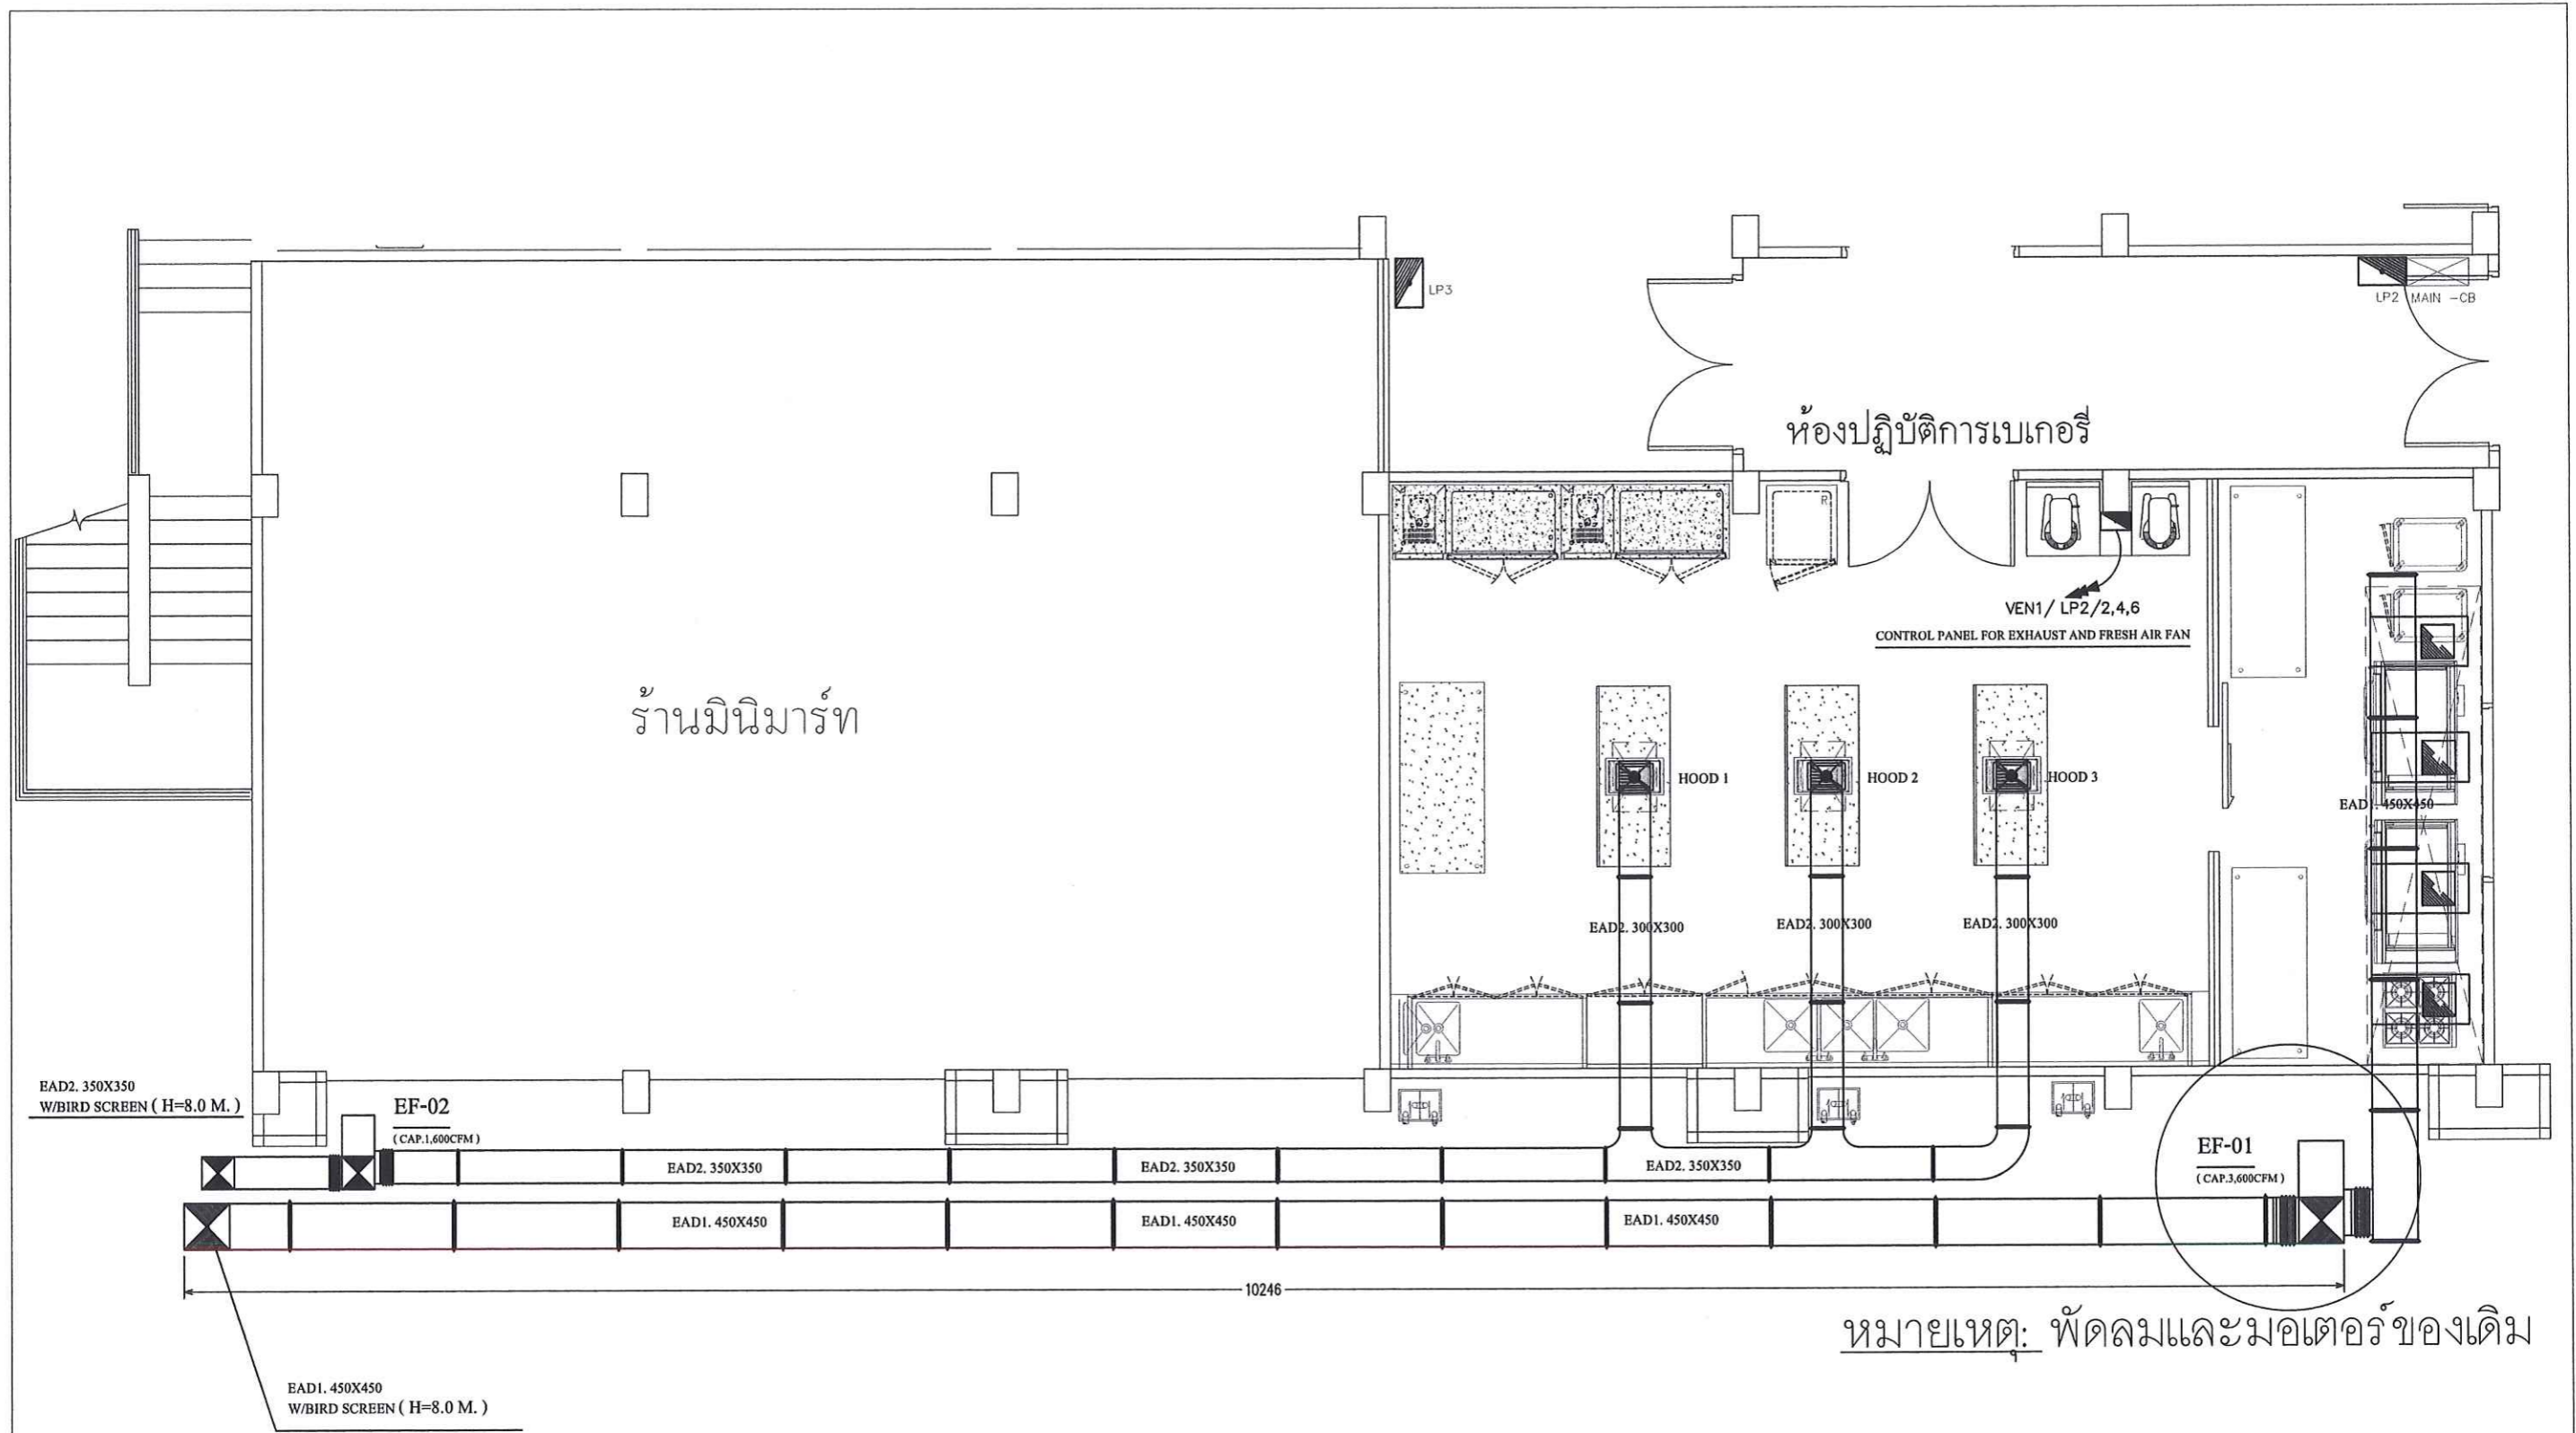 LP3
LP2 MAIN -CB
ห้องปฏิบัติการเบเกอรี่
R
VEN1/ LP2/2,4,6
CONTROL PANEL FOR EXHAUST AND FRESH AIR FAN
ร้านมินิมาร์ท
HOOD 1
HOOD 2
HOOD 3
EAD1. 450X450
EAD2. 300X300
EAD2. 300X300
EAD2. 300X300
EAD2. 350X350
W/BIRD SCREEN ( H=8.0 M. )
EF-02
( CAP.1,600CFM )
EF-01
( CAP.3,600CFM )
EAD2. 350X350
EAD2. 350X350
EAD2. 350X350
EAD1. 450X450
EAD1. 450X450
EAD1. 450X450
10246
หมายเหตุ: พัดลมและมอเตอร์ของเดิม
EAD1. 450X450
W/BIRD SCREEN ( H=8.0 M. )